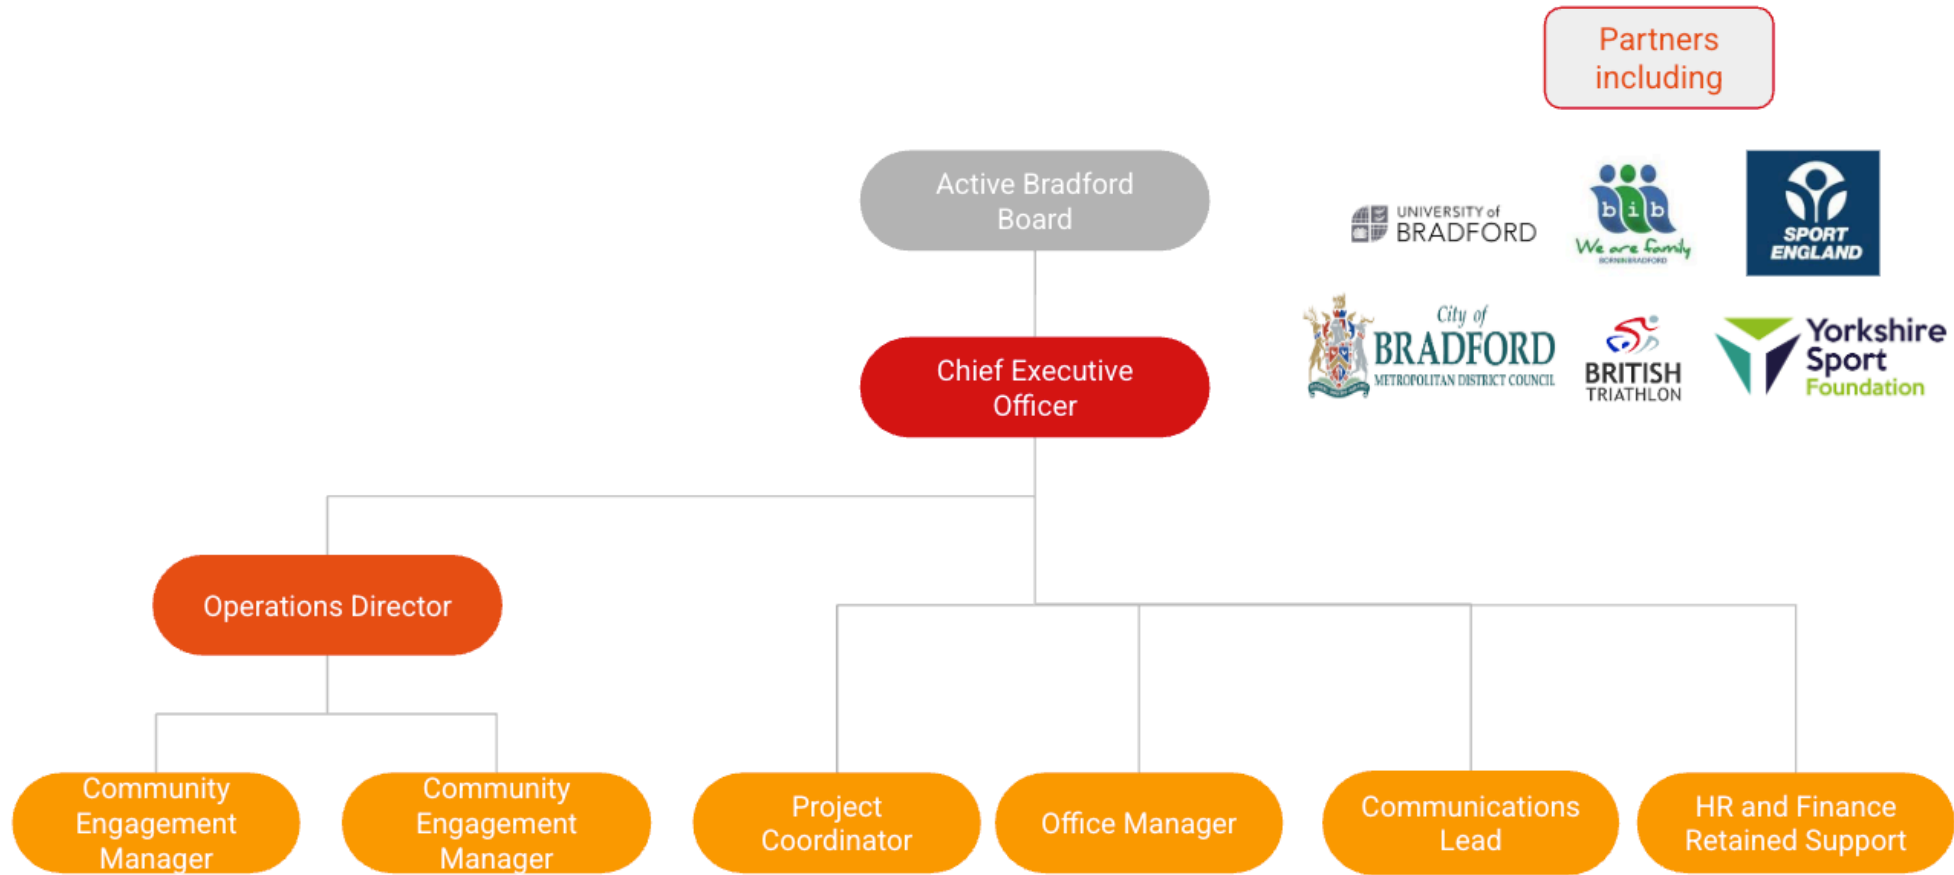 Partners
including
Active Bradford
Board
UNIVERSITY of
BRADFORD
bib
We are family
BORNINBRADFORD
SPORT
ENGLAND
Chief Executive
Officer
City of
BRADFORD
METROPOLITAN DISTRICT COUNCIL
BRITISH
TRIATHLON
Yorkshire
Sport
Foundation
Operations Director
Community
Engagement
Manager
Community
Engagement
Manager
Project
Coordinator
Office Manager
Communications
Lead
HR and Finance
Retained Support